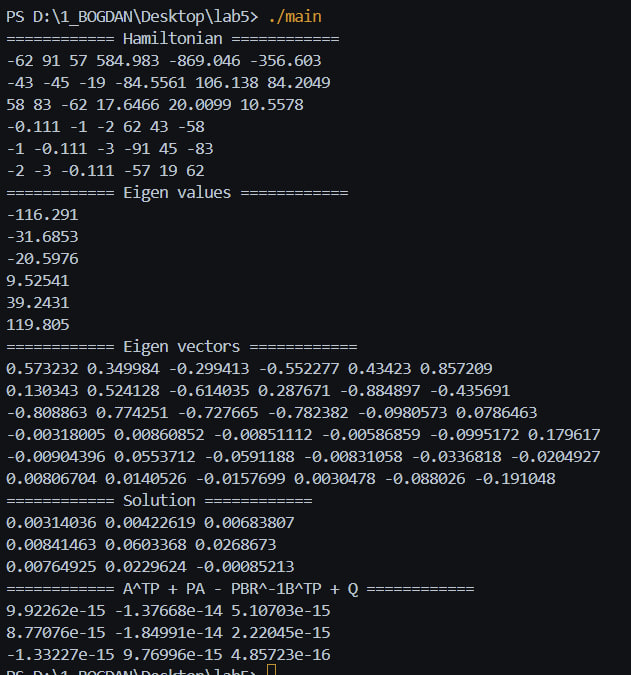 PS D:\1_BOGDAN\Desktop\lab5> ./main
============ Hamiltonian ============
-62 91 57 584.983 -869.046 -356.603
-43 -45 -19 -84.5561 106.138 84.2049
58 83 -62 17.6466 20.0099 10.5578
-0.111 -1 -2 62 43 -58
-1 -0.111 -3 -91 45 -83
-2 -3 -0.111 -57 19 62
============ Eigen values ============
-116.291
-31.6853
-20.5976
9.52541
39.2431
119.805
============ Eigen vectors ============
0.573232 0.349984 -0.299413 -0.552277 0.43423 0.857209
0.130343 0.524128 -0.614035 0.287671 -0.884897 -0.435691
-0.808863 0.774251 -0.727665 -0.782382 -0.0980573 0.0786463
-0.00318005 0.00860852 -0.00851112 -0.00586859 -0.0995172 0.179617
-0.00904396 0.0553712 -0.0591188 -0.00831058 -0.0336818 -0.0204927
0.00806704 0.0140526 -0.0157699 0.0030478 -0.088026 -0.191048
============ Solution ============
0.00314036 0.00422619 0.00683807
0.00841463 0.0603368 0.0268673
0.00764925 0.0229624 -0.00085213
============ A^TP + PA - PBR^-1B^TP + Q ============
9.92262e-15 -1.37668e-14 5.10703e-15
8.77076e-15 -1.84991e-14 2.22045e-15
-1.33227e-15 9.76996e-15 4.85723e-16
PS D:\1_BOGDAN\Desktop\lab5>